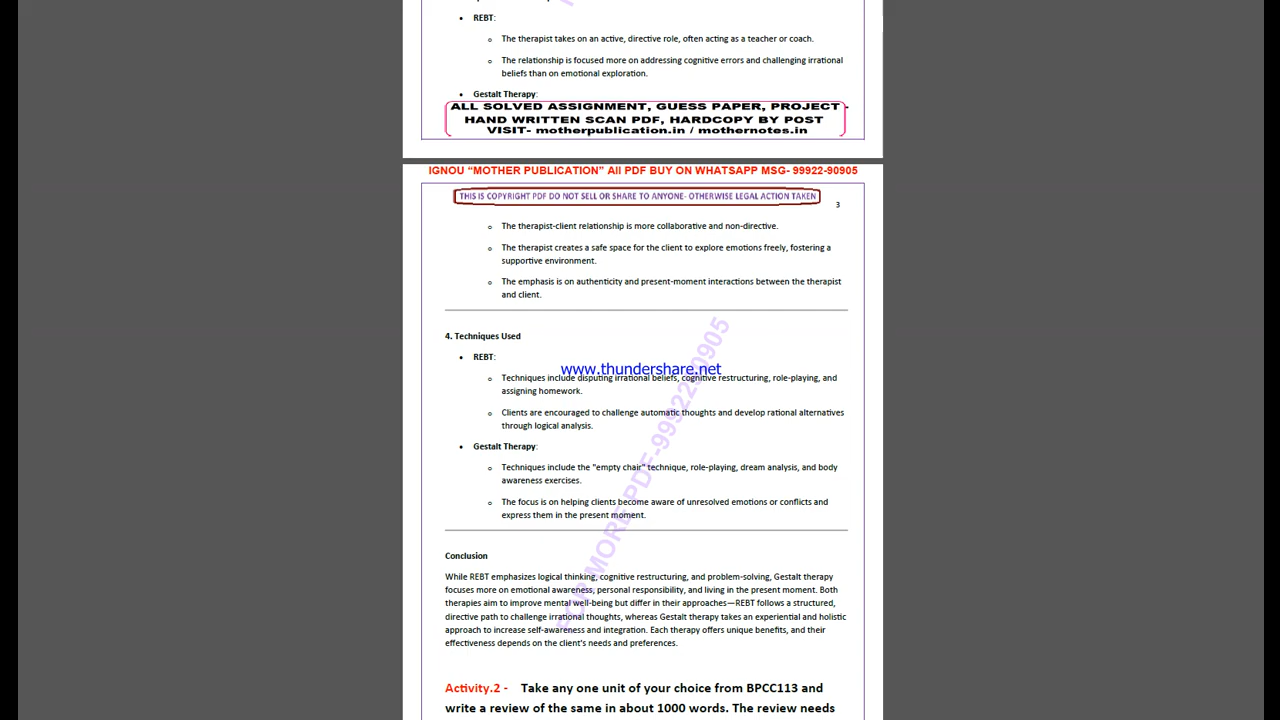 REBT:
The therapist takes on an active, directive role, often acting as a teacher or coach.
The relationship is focused more on addressing cognitive errors and challenging irrational
beliefs than on emotional exploration.
Gestalt Therapy:
ALL SOLVED ASSIGNMENT, GUESS PAPER, PROJECT -
HAND WRITTEN SCAN PDF, HARDCOPY BY POST
VISIT- motherpublication.in / mothernotes.in
IGNOU “MOTHER PUBLICATION” All PDF BUY ON WHATSAPP MSG- 99922-90905
THIS IS COPYRIGHT PDF DO NOT SELL OR SHARE TO ANYONE- OTHERWISE LEGAL ACTION TAKEN
3
The therapist-client relationship is more collaborative and non-directive.
The therapist creates a safe space for the client to explore emotions freely, fostering a
supportive environment.
The emphasis is on authenticity and present-moment interactions between the therapist
and client.
4. Techniques Used
REBT:
www.thundershare.net
Techniques include disputing irrational beliefs, cognitive restructuring, role-playing, and
assigning homework.
Clients are encouraged to challenge automatic thoughts and develop rational alternatives
through logical analysis.
Gestalt Therapy:
Techniques include the "empty chair" technique, role-playing, dream analysis, and body
awareness exercises.
The focus is on helping clients become aware of unresolved emotions or conflicts and
express them in the present moment.
FOR MORE PDF-99922-90905
Conclusion
While REBT emphasizes logical thinking, cognitive restructuring, and problem-solving, Gestalt therapy
focuses more on emotional awareness, personal responsibility, and living in the present moment. Both
therapies aim to improve mental well-being but differ in their approaches—REBT follows a structured,
directive path to challenge irrational thoughts, whereas Gestalt therapy takes an experiential and holistic
approach to increase self-awareness and integration. Each therapy offers unique benefits, and their
effectiveness depends on the client's needs and preferences.
Activity.2 - Take any one unit of your choice from BPCC113 and
write a review of the same in about 1000 words. The review needs